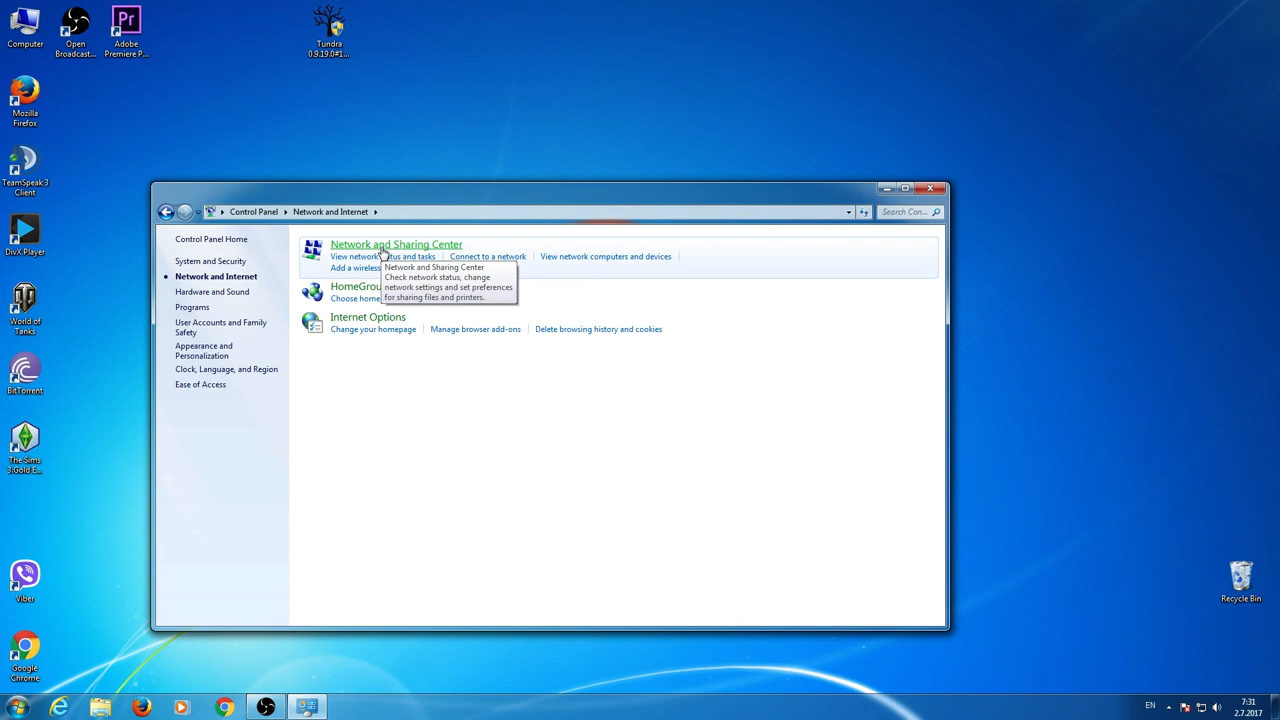 Computer
Open
Broadcast...
Adobe
Premiere P...
Tundra
0.9.19.0#1...
Mozilla
Firefox
TeamSpeak 3
Client
DivX Player
World of
Tanks
BitTorrent
The Sims
3.Gold E...
Viber
Google
Chrome
Control Panel
Network and Internet
Search Con...
Control Panel Home
System and Security
Network and Internet
Hardware and Sound
Programs
User Accounts and Family
Safety
Appearance and
Personalization
Clock, Language, and Region
Ease of Access
Network and Sharing Center
View network status and tasks
Connect to a network
View network computers and devices
Add a wireless
Network and Sharing Center
Check network status, change
network settings and set preferences
for sharing files and printers.
HomeGrou
Choose home
Internet Options
Change your homepage
Manage browser add-ons
Delete browsing history and cookies
Recycle Bin
EN
7:31
2.7.2017